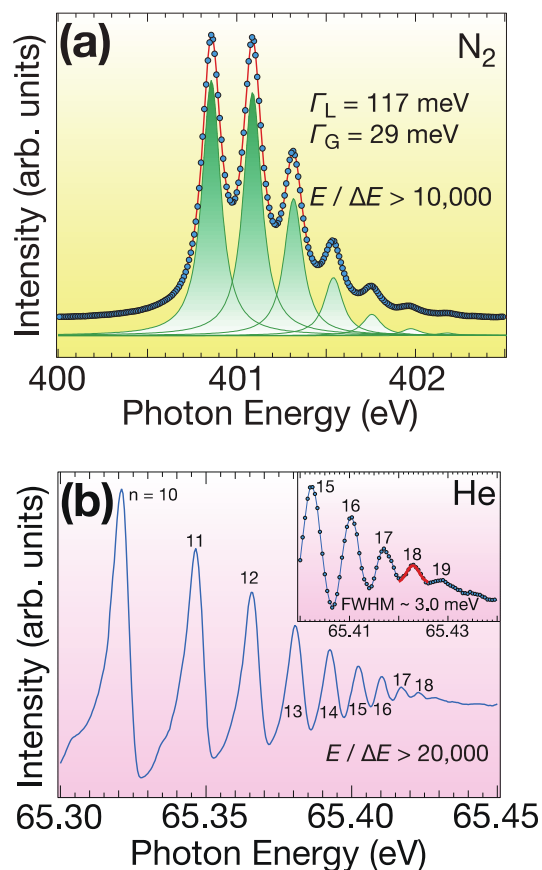 (a)
N₂
Γ_L = 117 meV
Γ_G = 29 meV
E / ΔE > 10,000
Intensity (arb. units)
400 401 402
Photon Energy (eV)
(b)
n = 10
11
12
13
14
15
16
17
18
He
15
16
17
18
19
FWHM ~ 3.0 meV
65.41 65.43
E / ΔE > 20,000
Intensity (arb. units)
65.30 65.35 65.40 65.45
Photon Energy (eV)